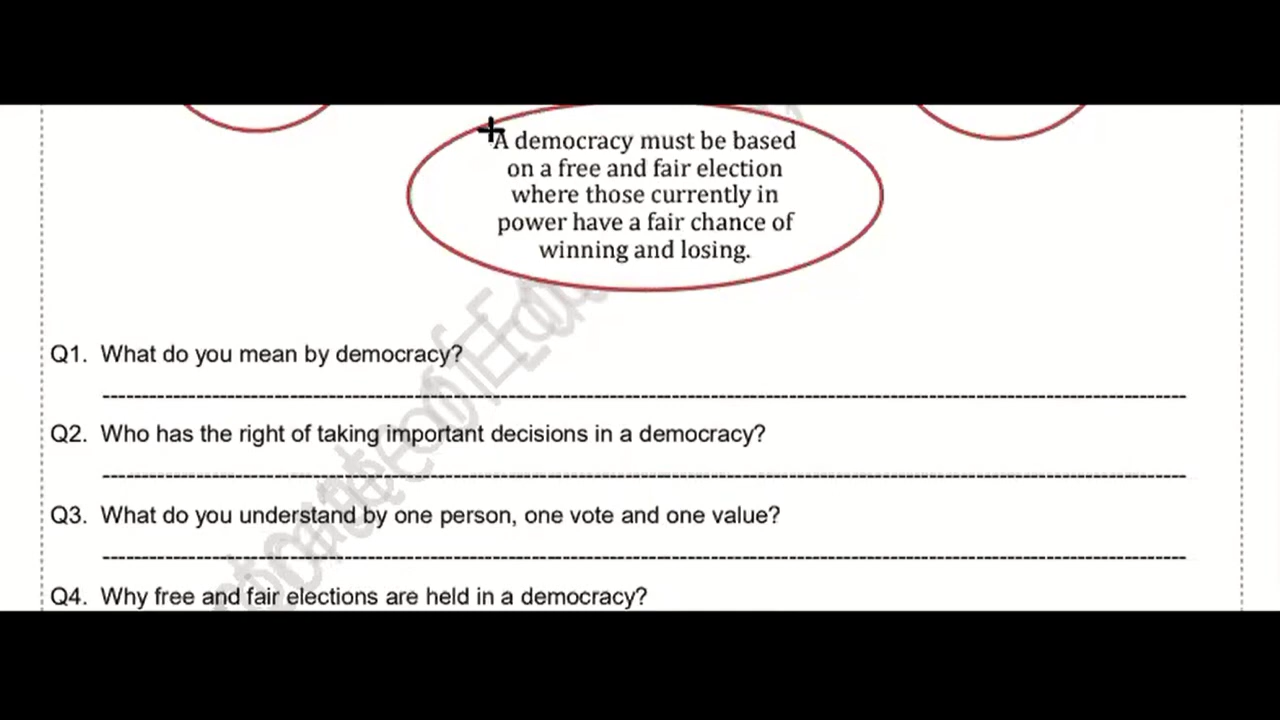 A democracy must be based
on a free and fair election
where those currently in
power have a fair chance of
winning and losing.
Q1. What do you mean by democracy?
Q2. Who has the right of taking important decisions in a democracy?
Q3. What do you understand by one person, one vote and one value?
Q4. Why free and fair elections are held in a democracy?